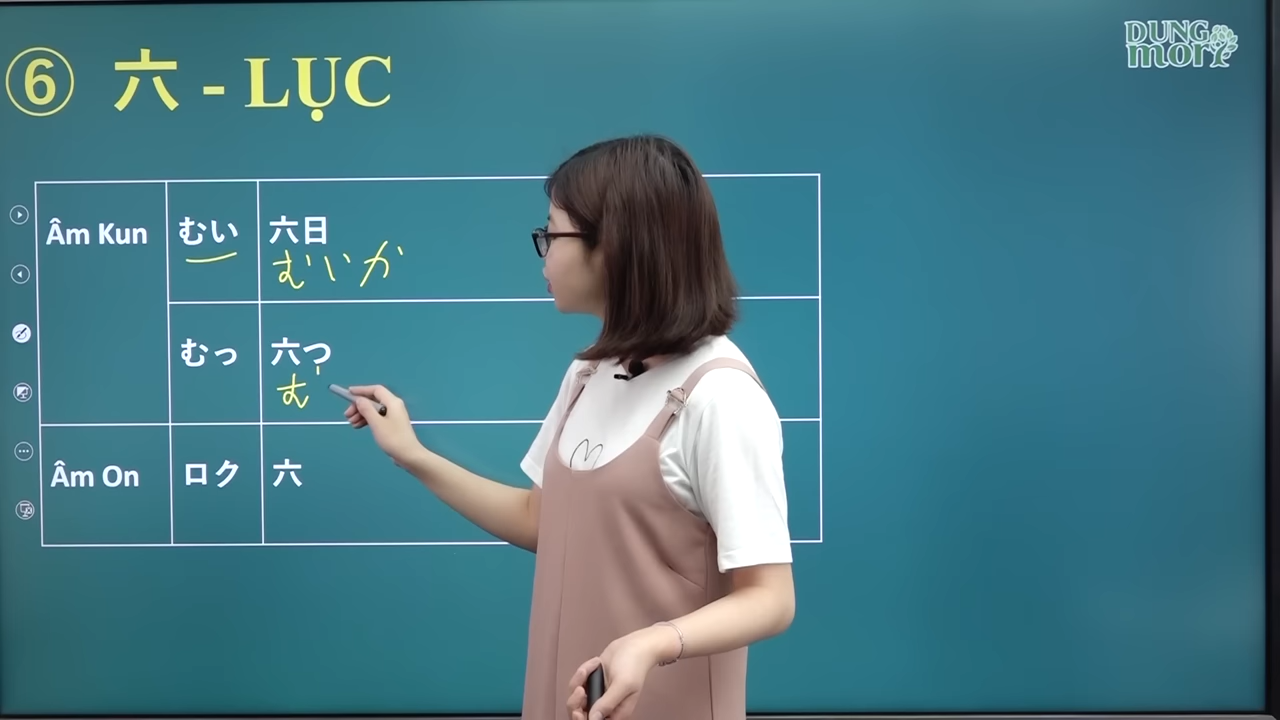 ⑥ 六 - LỤC
DUNG
mori
Âm Kun むい 六日
むいか
むっ 六つ
む
Âm On ロク 六